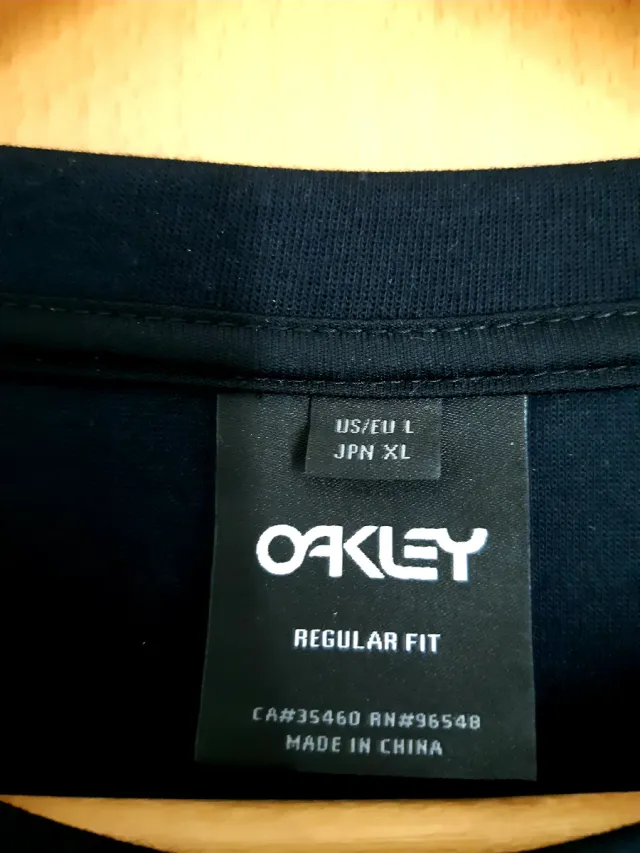 US/EU L
JPN XL
OAKLEY
REGULAR FIT
CA#35460 RN#96548
MADE IN CHINA